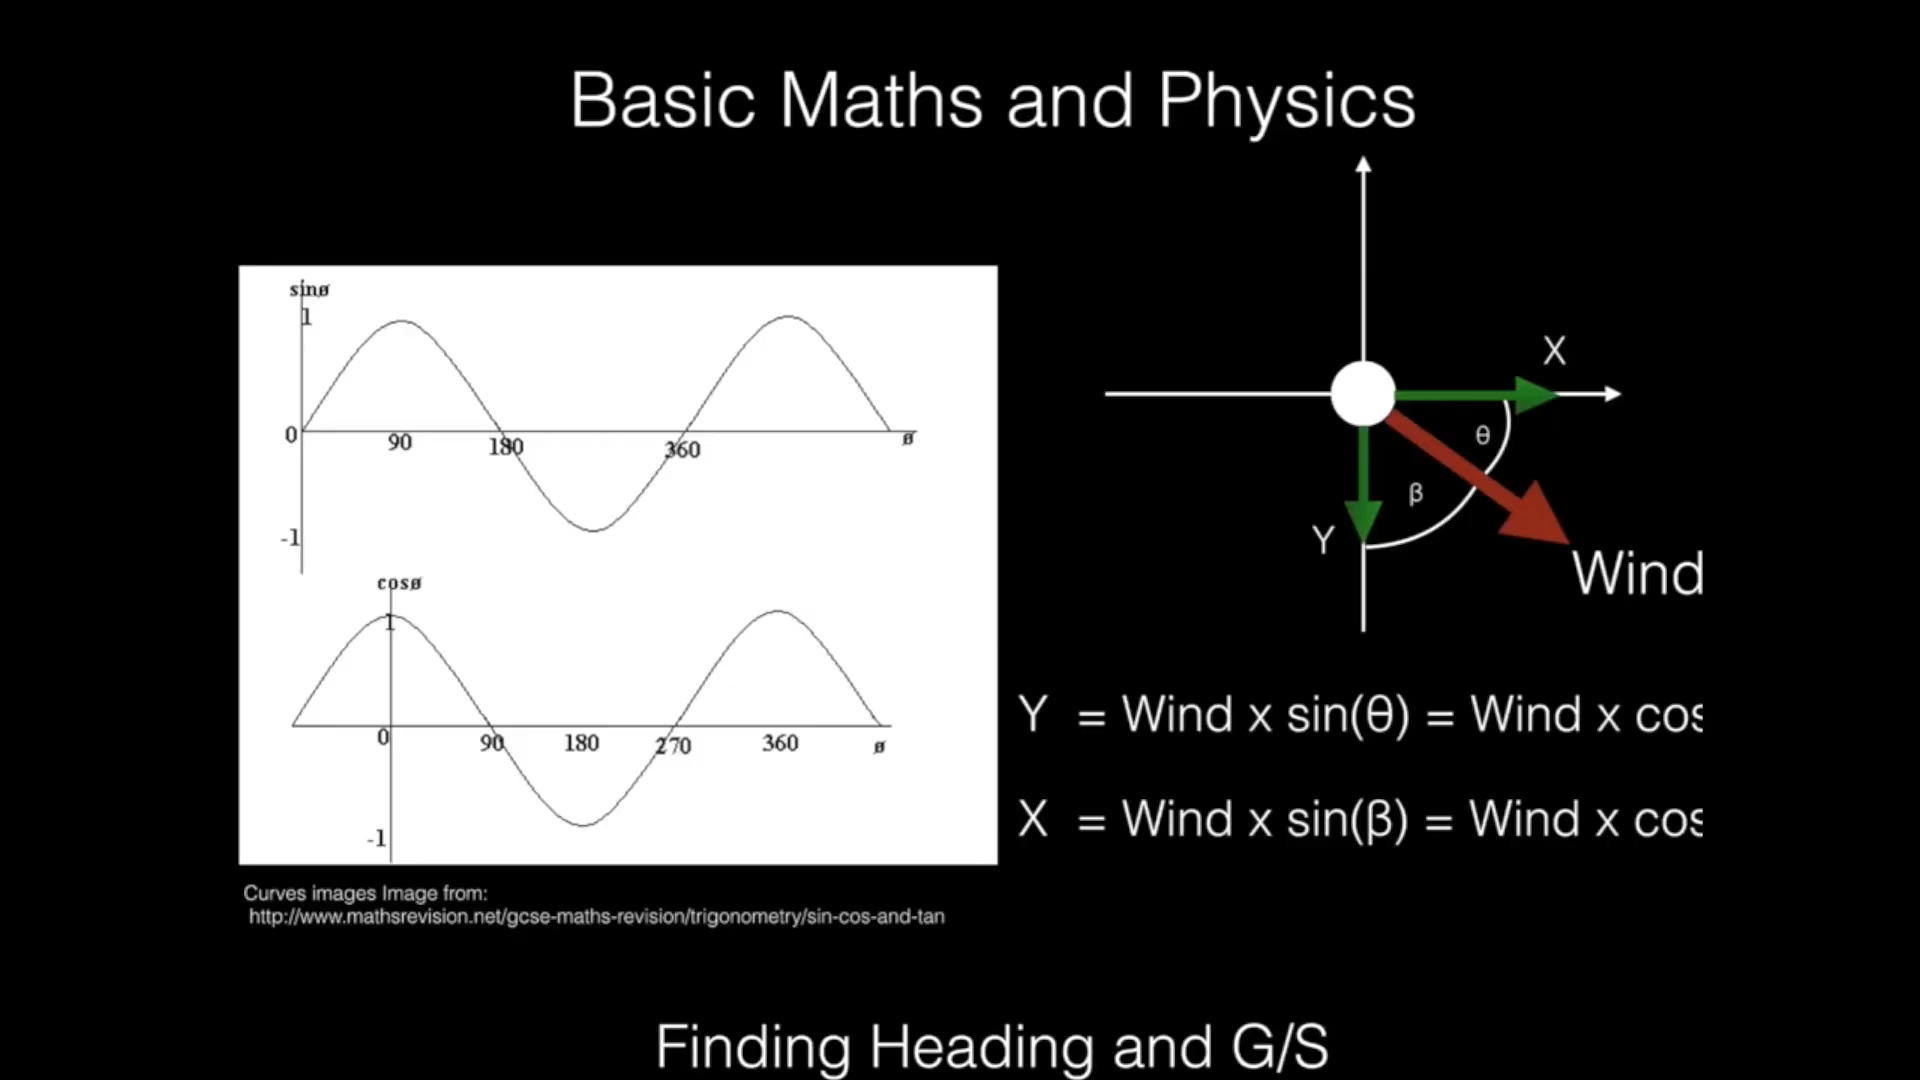 Basic Maths and Physics
sinø
1
0
90
180
360
ø
-1
cosø
1
0
90
180
270
360
ø
-1
Curves images Image from:
http://www.mathsrevision.net/gcse-maths-revision/trigonometry/sin-cos-and-tan
X
θ
β
Y
Wind
Y = Wind x sin(θ) = Wind x cos
X = Wind x sin(β) = Wind x cos
Finding Heading and G/S